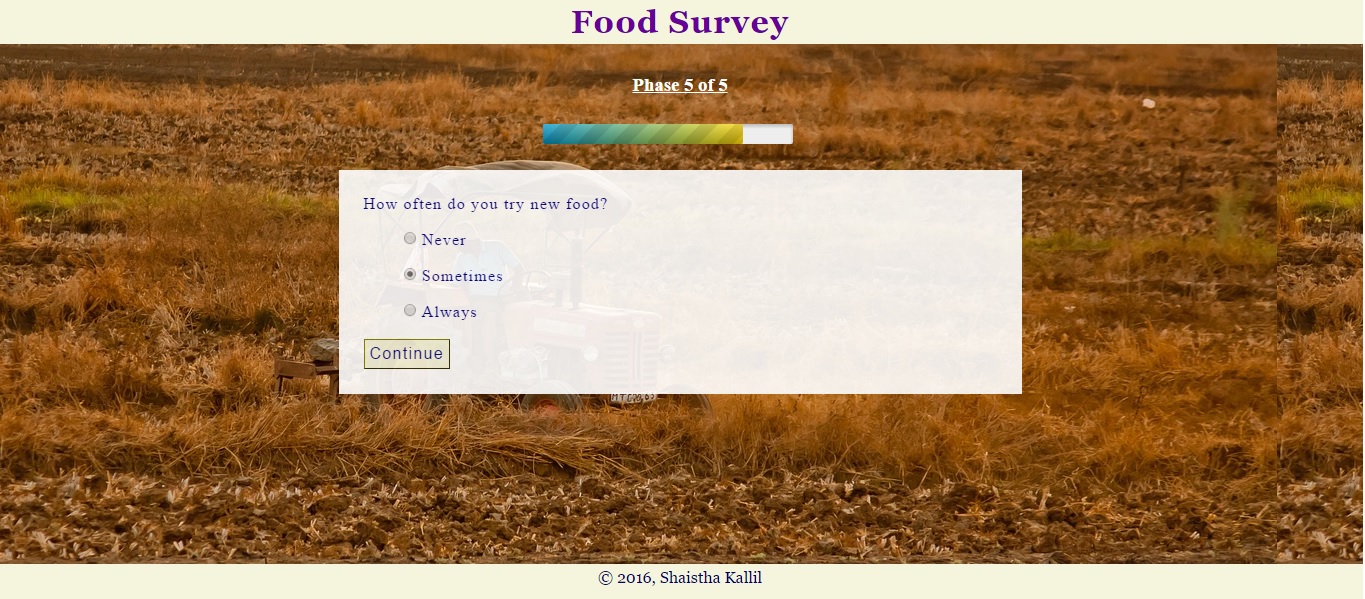 Food Survey
Phase 5 of 5
How often do you try new food?
Never
Sometimes
Always
Continue
© 2016, Shaistha Kallil